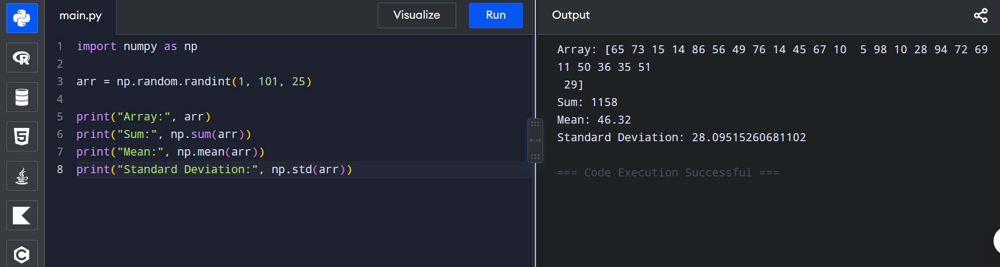 main.py
Visualize
Run
1 import numpy as np
2
3 arr = np.random.randint(1, 101, 25)
4
5 print("Array:", arr)
6 print("Sum:", np.sum(arr))
7 print("Mean:", np.mean(arr))
8 print("Standard Deviation:", np.std(arr))
Output
Array: [65 73 15 14 86 56 49 76 14 45 67 10  5 98 10 28 94 72 69
11 50 36 35 51
 29]
Sum: 1158
Mean: 46.32
Standard Deviation: 28.09515260681102
=== Code Execution Successful ===